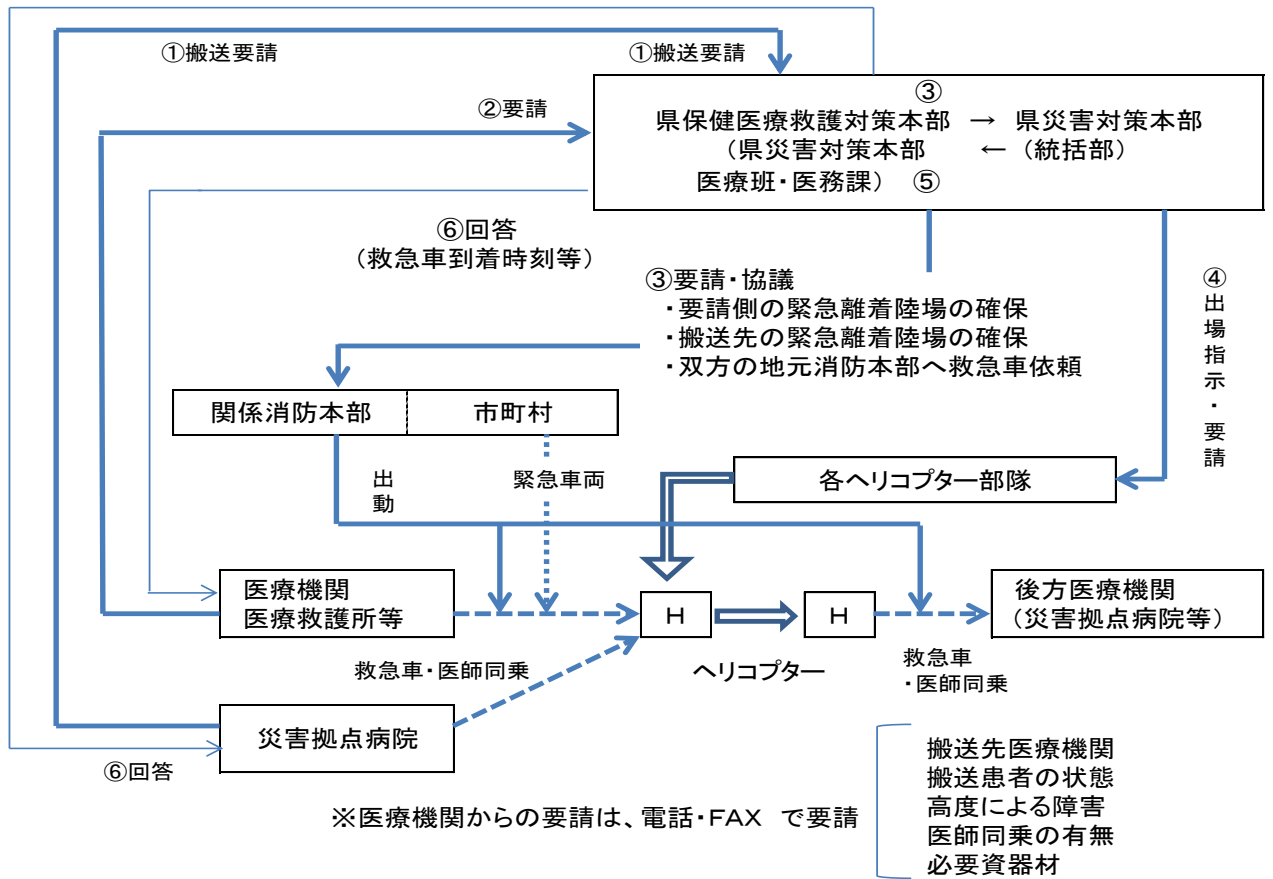 ①搬送要請
①搬送要請
②要請
③
県保健医療救護対策本部 → 県災害対策本部
(県災害対策本部 ← (統括部)
医療班・医務課) ⑤
⑥回答
(救急車到着時刻等)
③要請・協議
・要請側の緊急離着陸場の確保
・搬送先の緊急離着陸場の確保
・双方の地元消防本部へ救急車依頼
④出場指示・要請
関係消防本部
市町村
出動
緊急車両
各ヘリコプター部隊
医療機関
医療救護所等
H
H
後方医療機関
(災害拠点病院等)
救急車・医師同乗
ヘリコプター
救急車
・医師同乗
災害拠点病院
⑥回答
※医療機関からの要請は、電話・FAX で要請
搬送先医療機関
搬送患者の状態
高度による障害
医師同乗の有無
必要資器材